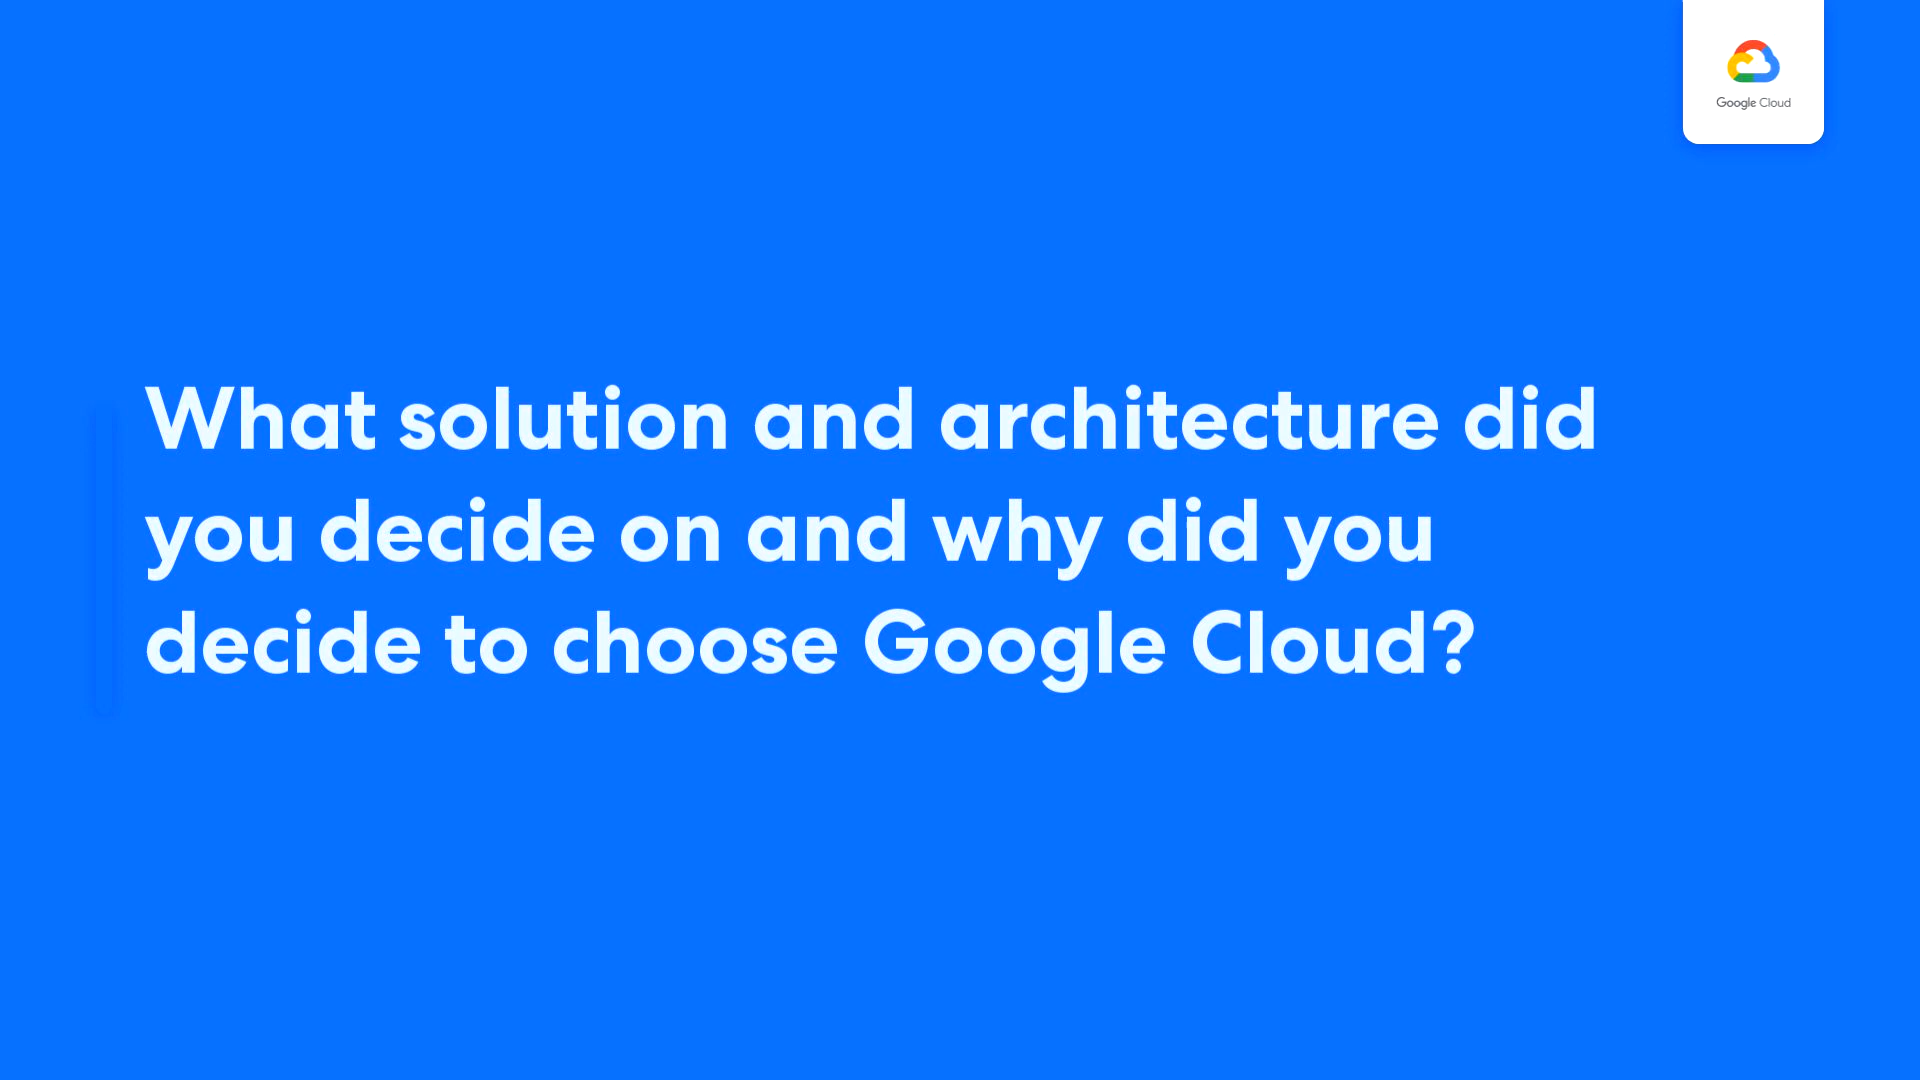 Google Cloud
What solution and architecture did
you decide on and why did you
decide to choose Google Cloud?